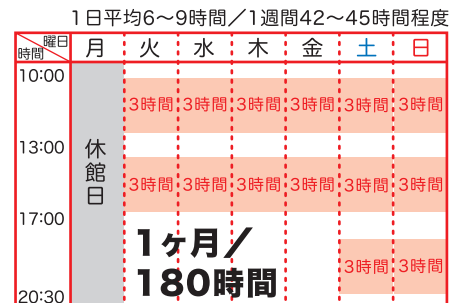 1日平均6〜9時間／1週間42〜45時間程度
曜日 月 火 水 木 金 土 日
時間
10:00
3時間 3時間 3時間 3時間 3時間 3時間
13:00
休館日
3時間 3時間 3時間 3時間 3時間 3時間
17:00
1ヶ月／
180時間
3時間 3時間
20:30